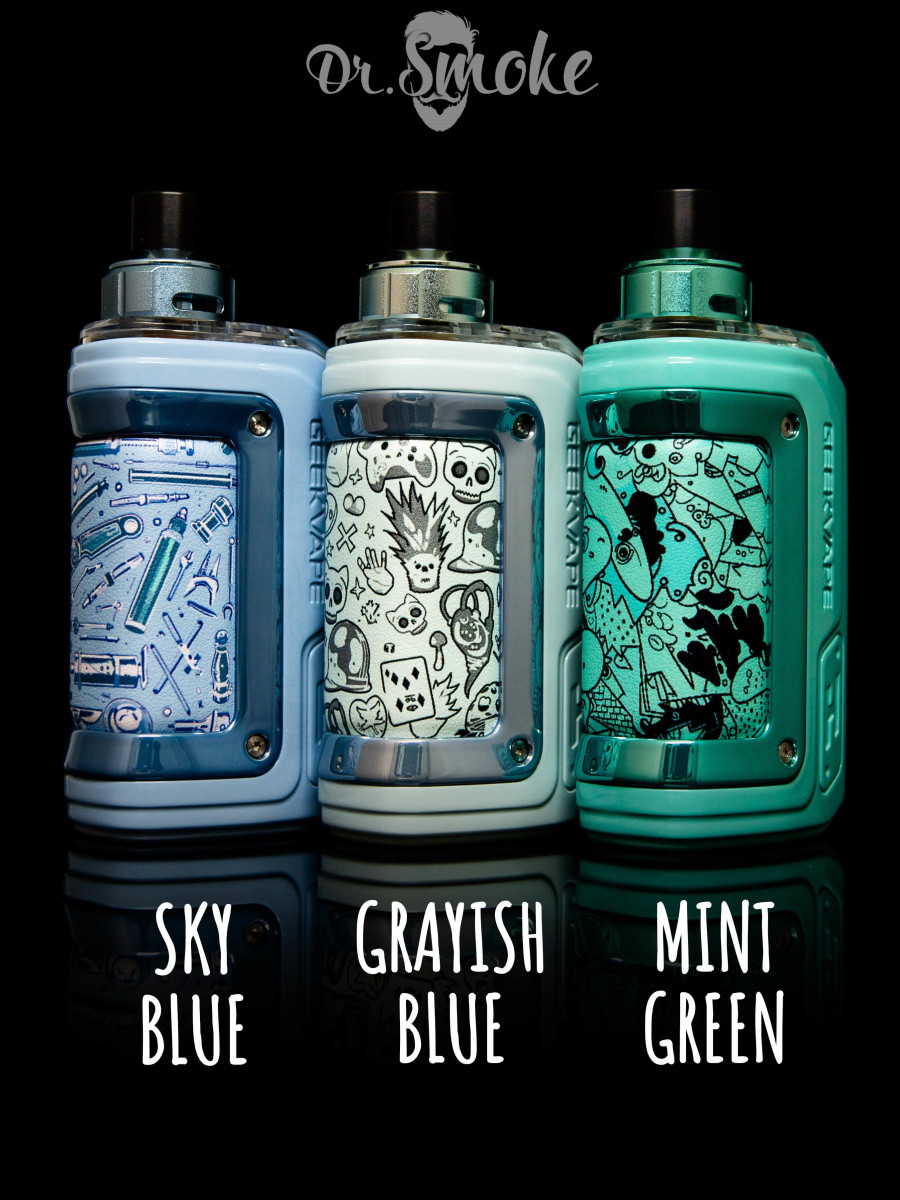 Dr. Smoke
GEEKVAPE
GEEKVAPE
GEEKVAPE
SKY
BLUE
GRAYISH
BLUE
MINT
GREEN